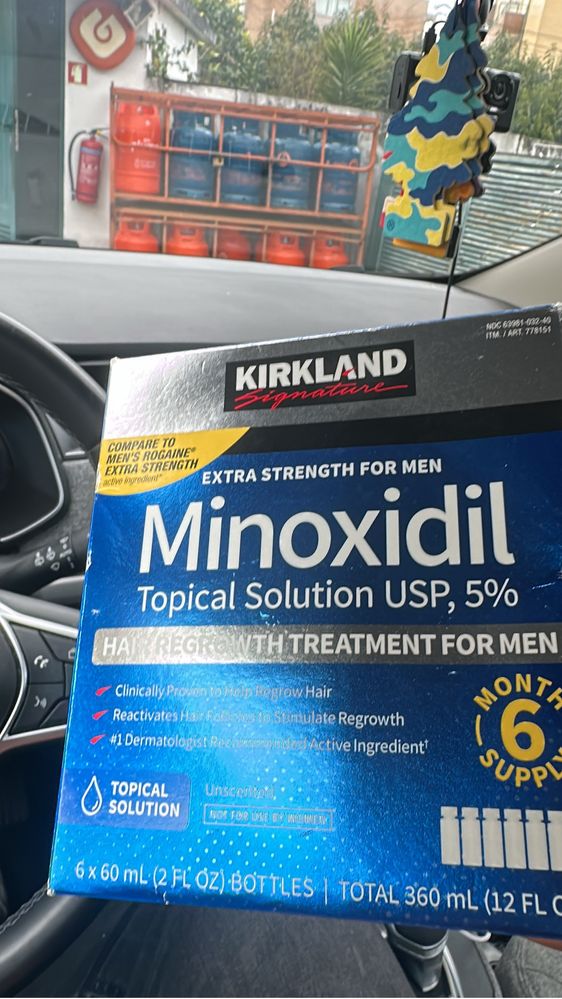 NDC 63981-032-40
ITM. / ART. 778151
KIRKLAND
Signature
COMPARE TO
MEN'S ROGAINE®
EXTRA STRENGTH
active ingredient*
EXTRA STRENGTH FOR MEN
Minoxidil
Topical Solution USP, 5%
HAIR REGROWTH TREATMENT FOR MEN
Clinically Proven to Help Regrow Hair
Reactivates Hair Follicles to Stimulate Regrowth
#1 Dermatologist Recommended Active Ingredient†
MONTH
6
SUPPLY
TOPICAL
SOLUTION
Unscented
NOT FOR USE BY WOMEN
6 x 60 mL (2 FL OZ) BOTTLES | TOTAL 360 mL (12 FL O